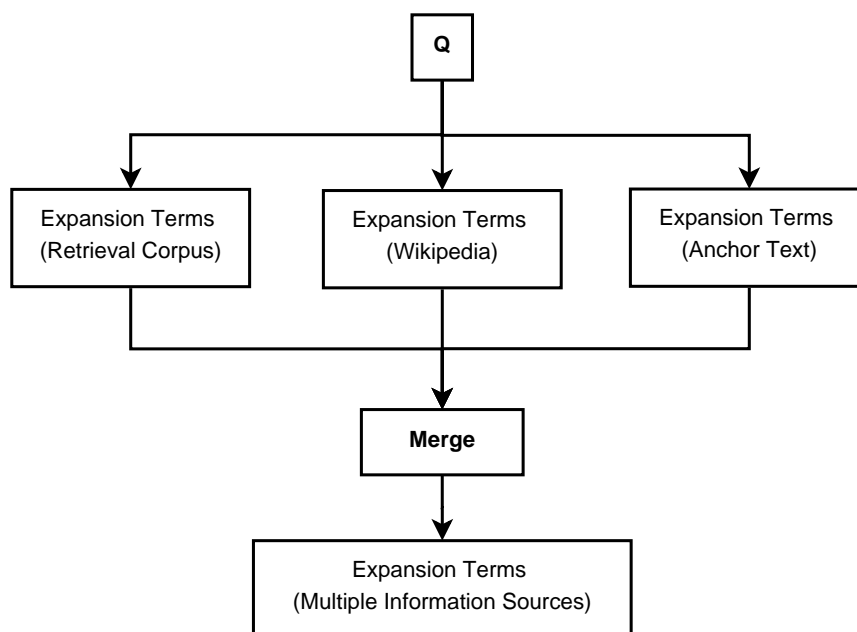 Q
Expansion Terms
(Retrieval Corpus)
Expansion Terms
(Wikipedia)
Expansion Terms
(Anchor Text)
Merge
Expansion Terms
(Multiple Information Sources)